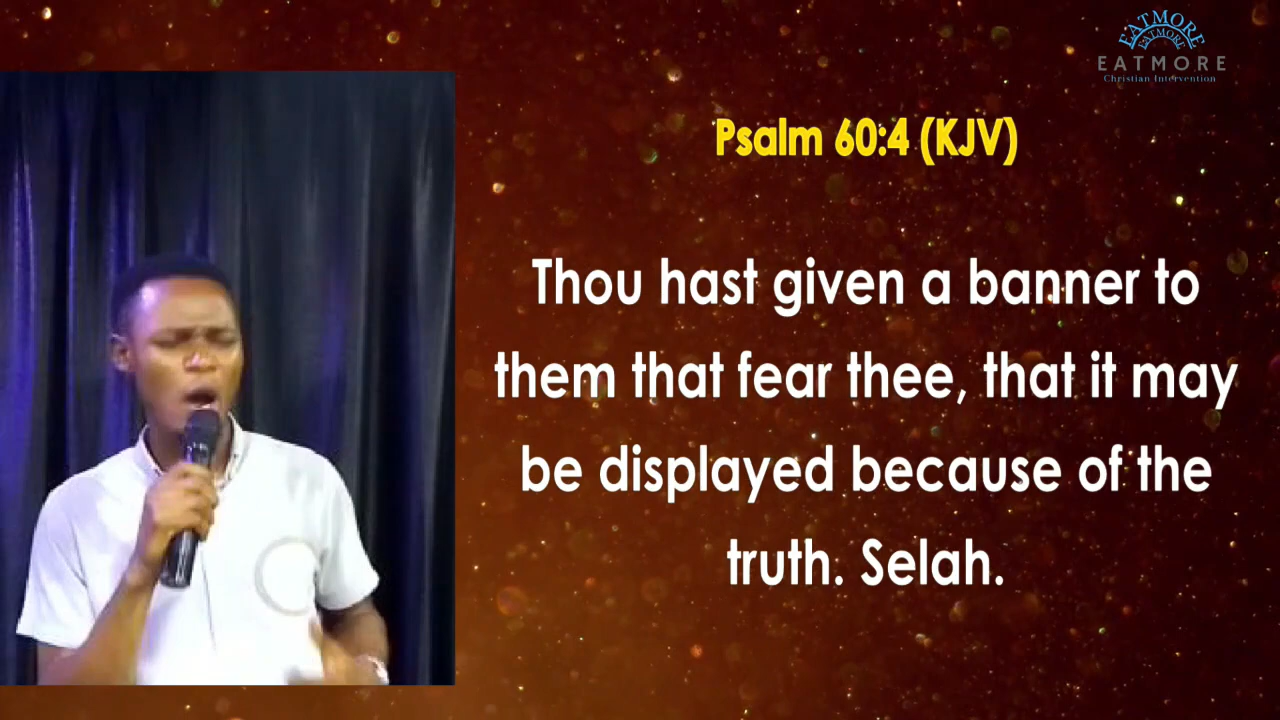 EATMORE
EATMORE
EATMORE
Christian Intervention
Psalm 60:4 (KJV)
Thou hast given a banner to
them that fear thee, that it may
be displayed because of the
truth. Selah.